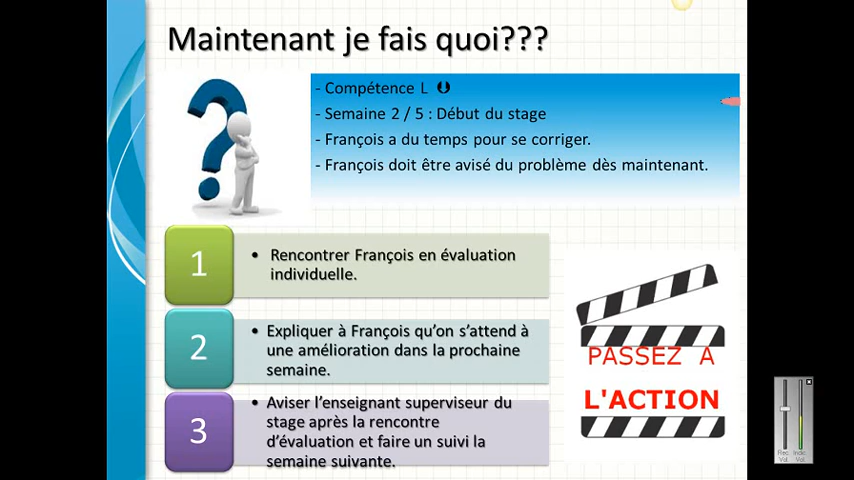 Maintenant je fais quoi???
- Compétence L
- Semaine 2 / 5 : Début du stage
- François a du temps pour se corriger.
- François doit être avisé du problème dès maintenant.
1
• Rencontrer François en évaluation
individuelle.
2
• Expliquer à François qu'on s'attend à
une amélioration dans la prochaine
semaine.
3
• Aviser l'enseignant superviseur du
stage après la rencontre
d'évaluation et faire un suivi la
semaine suivante.
PASSEZ A
L'ACTION